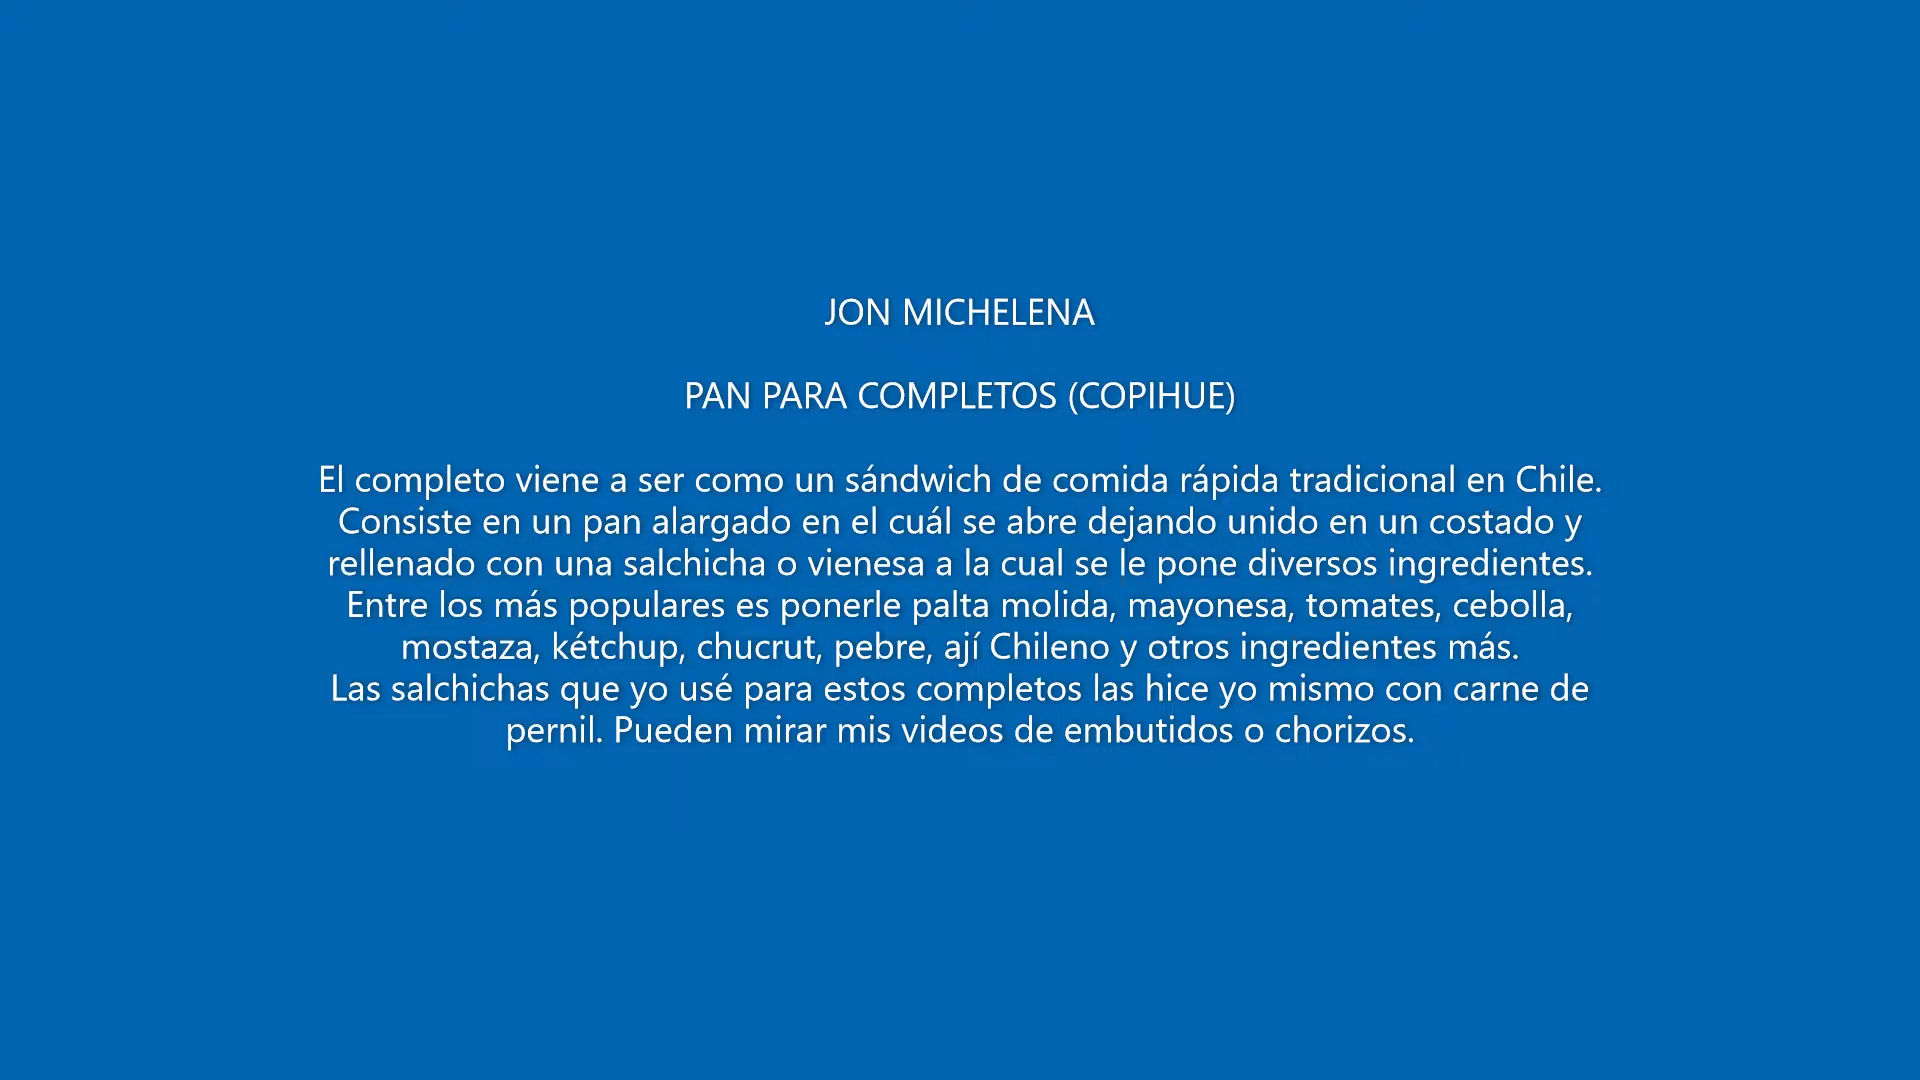 JON MICHELENA
PAN PARA COMPLETOS (COPIHUE)
El completo viene a ser como un sándwich de comida rápida tradicional en Chile.
Consiste en un pan alargado en el cuál se abre dejando unido en un costado y
rellenado con una salchicha o vienesa a la cual se le pone diversos ingredientes.
Entre los más populares es ponerle palta molida, mayonesa, tomates, cebolla,
mostaza, kétchup, chucrut, pebre, ají Chileno y otros ingredientes más.
Las salchichas que yo usé para estos completos las hice yo mismo con carne de
pernil. Pueden mirar mis videos de embutidos o chorizos.